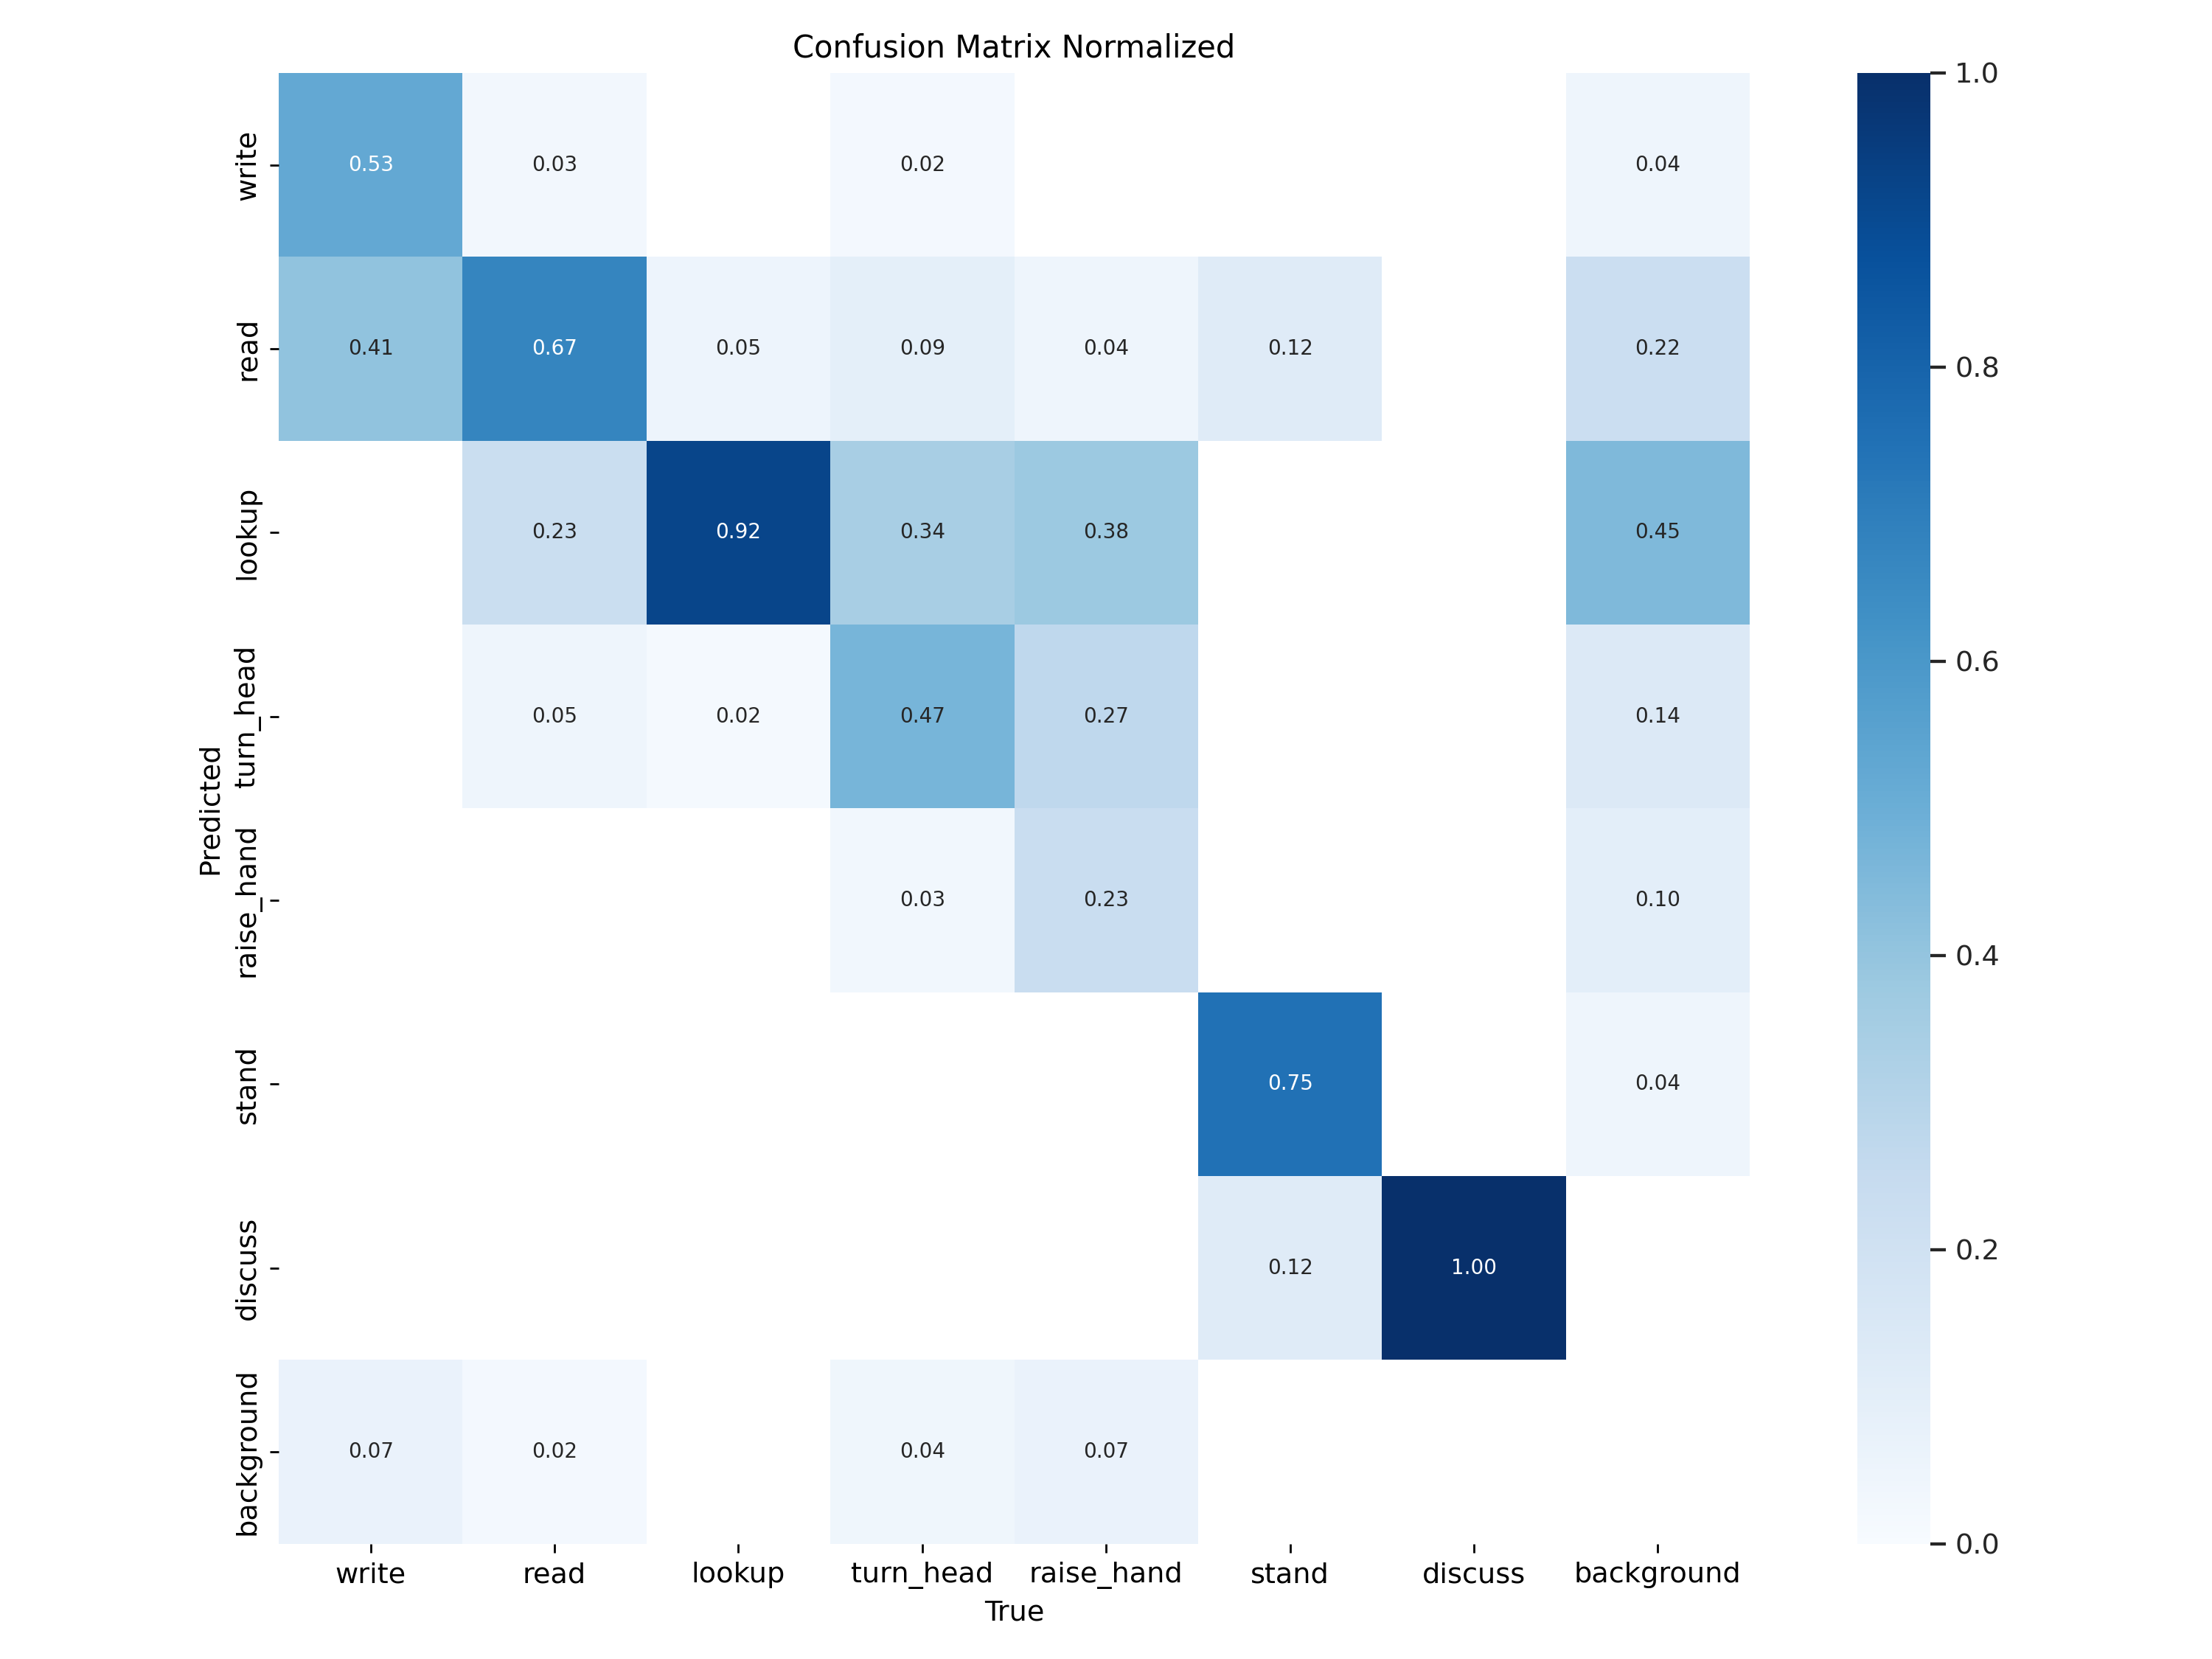 Confusion Matrix Normalized
write 0.53 0.03 0.02 0.04
read 0.41 0.67 0.05 0.09 0.04 0.12 0.22
lookup 0.23 0.92 0.34 0.38 0.45
turn_head 0.05 0.02 0.47 0.27 0.14
raise_hand 0.03 0.23 0.10
stand 0.75 0.04
discuss 0.12 1.00
background 0.07 0.02 0.04 0.07
Predicted
write read lookup turn_head raise_hand stand discuss background
True
1.0
0.8
0.6
0.4
0.2
0.0